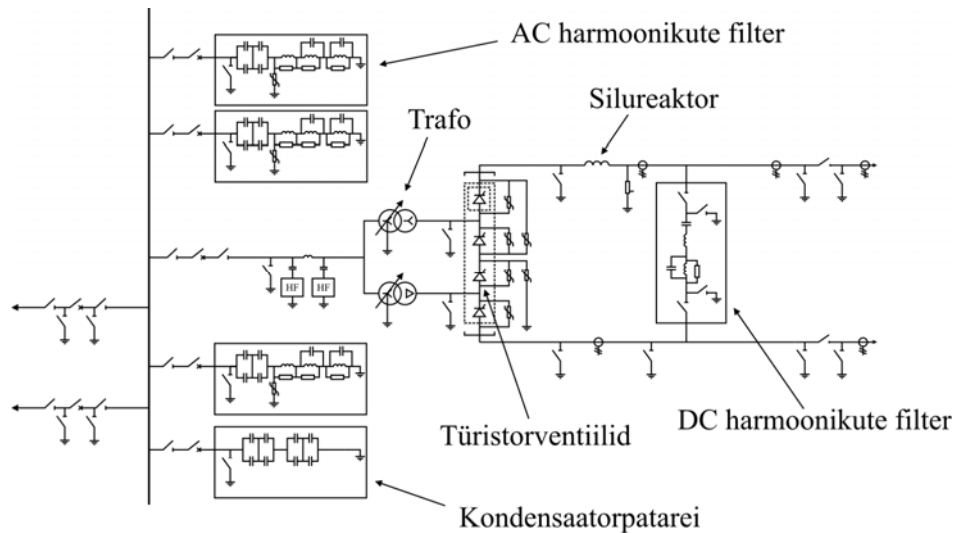 AC harmoonikute filter
Silureaktor
Trafo
HF
HF
Türistorventiilid
DC harmoonikute filter
Kondensaatorpatarei